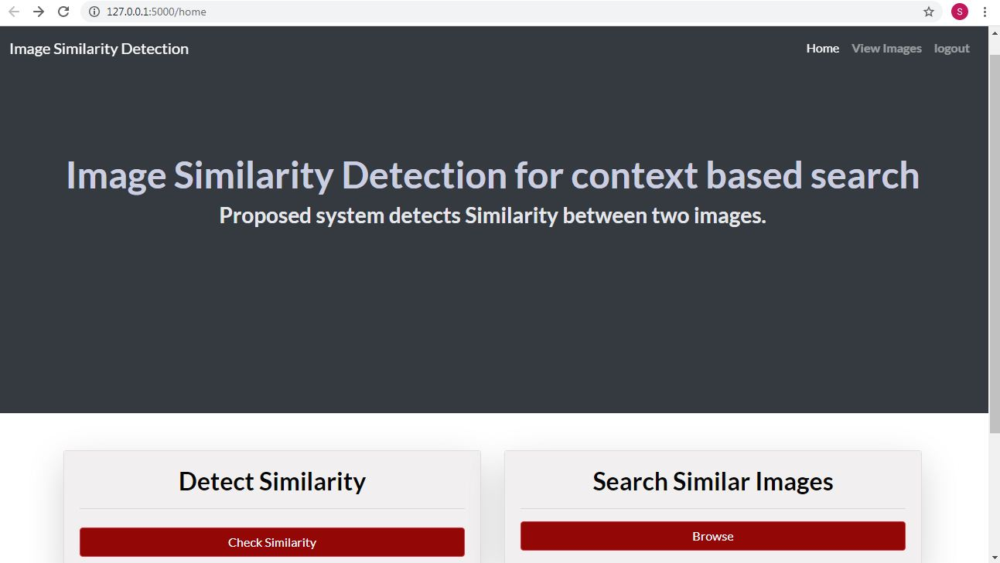 127.0.0.1:5000/home
S
Image Similarity Detection
Home View Images logout
Image Similarity Detection for context based search
Proposed system detects Similarity between two images.
Detect Similarity
Check Similarity
Search Similar Images
Browse